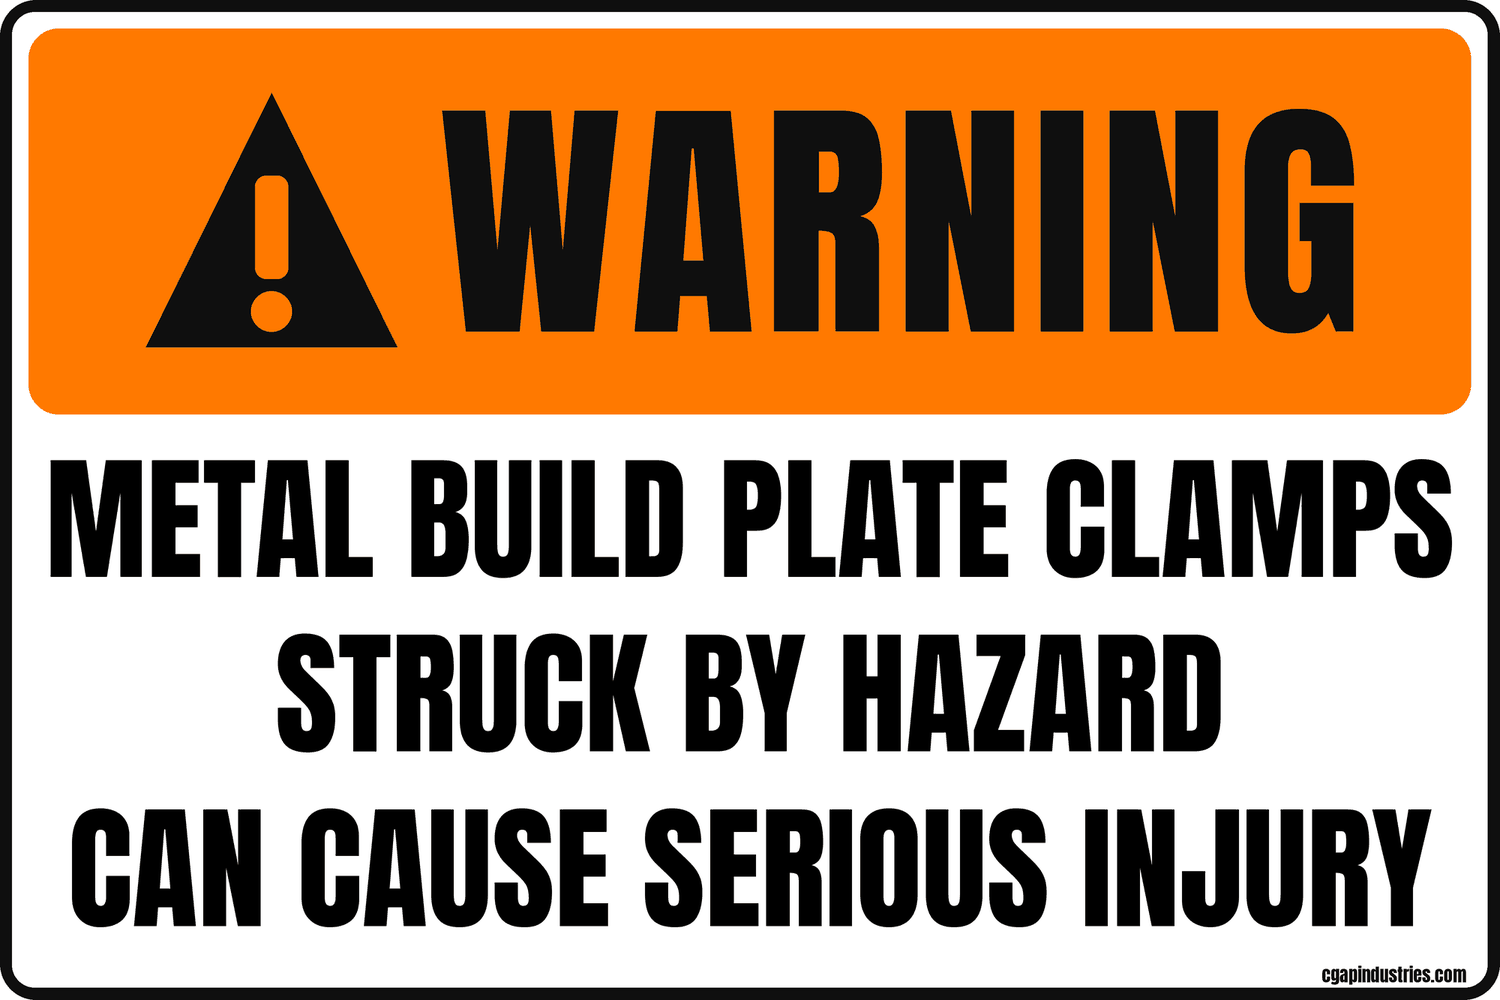 WARNING
METAL BUILD PLATE CLAMPS
STRUCK BY HAZARD
CAN CAUSE SERIOUS INJURY
cgapindustries.com